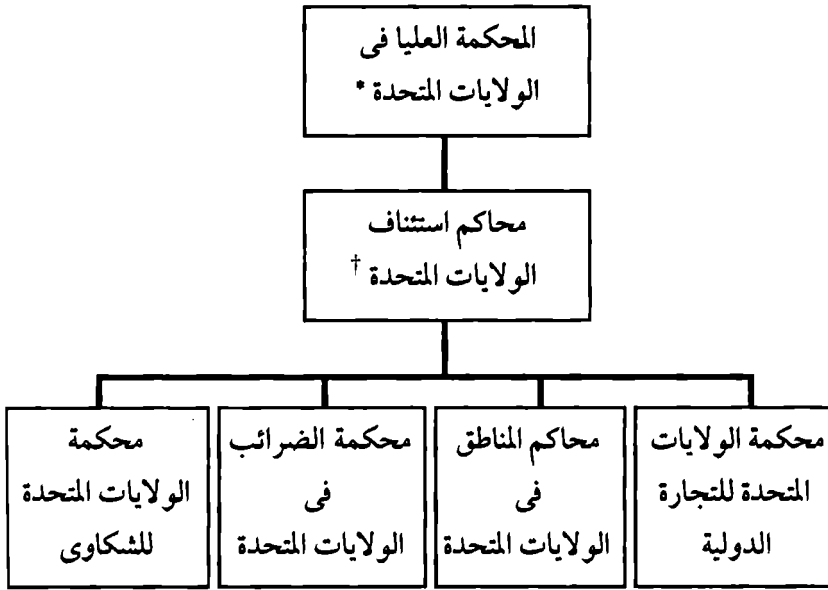 المحكمة العليا فى
الولايات المتحدة *
محاكم استئناف
الولايات المتحدة †
محكمة الولايات
المتحدة للتجارة
الدولية
محاكم المناطق
فى
الولايات المتحدة
محكمة الضرائب
فى
الولايات المتحدة
محكمة
الولايات المتحدة
للشكاوى